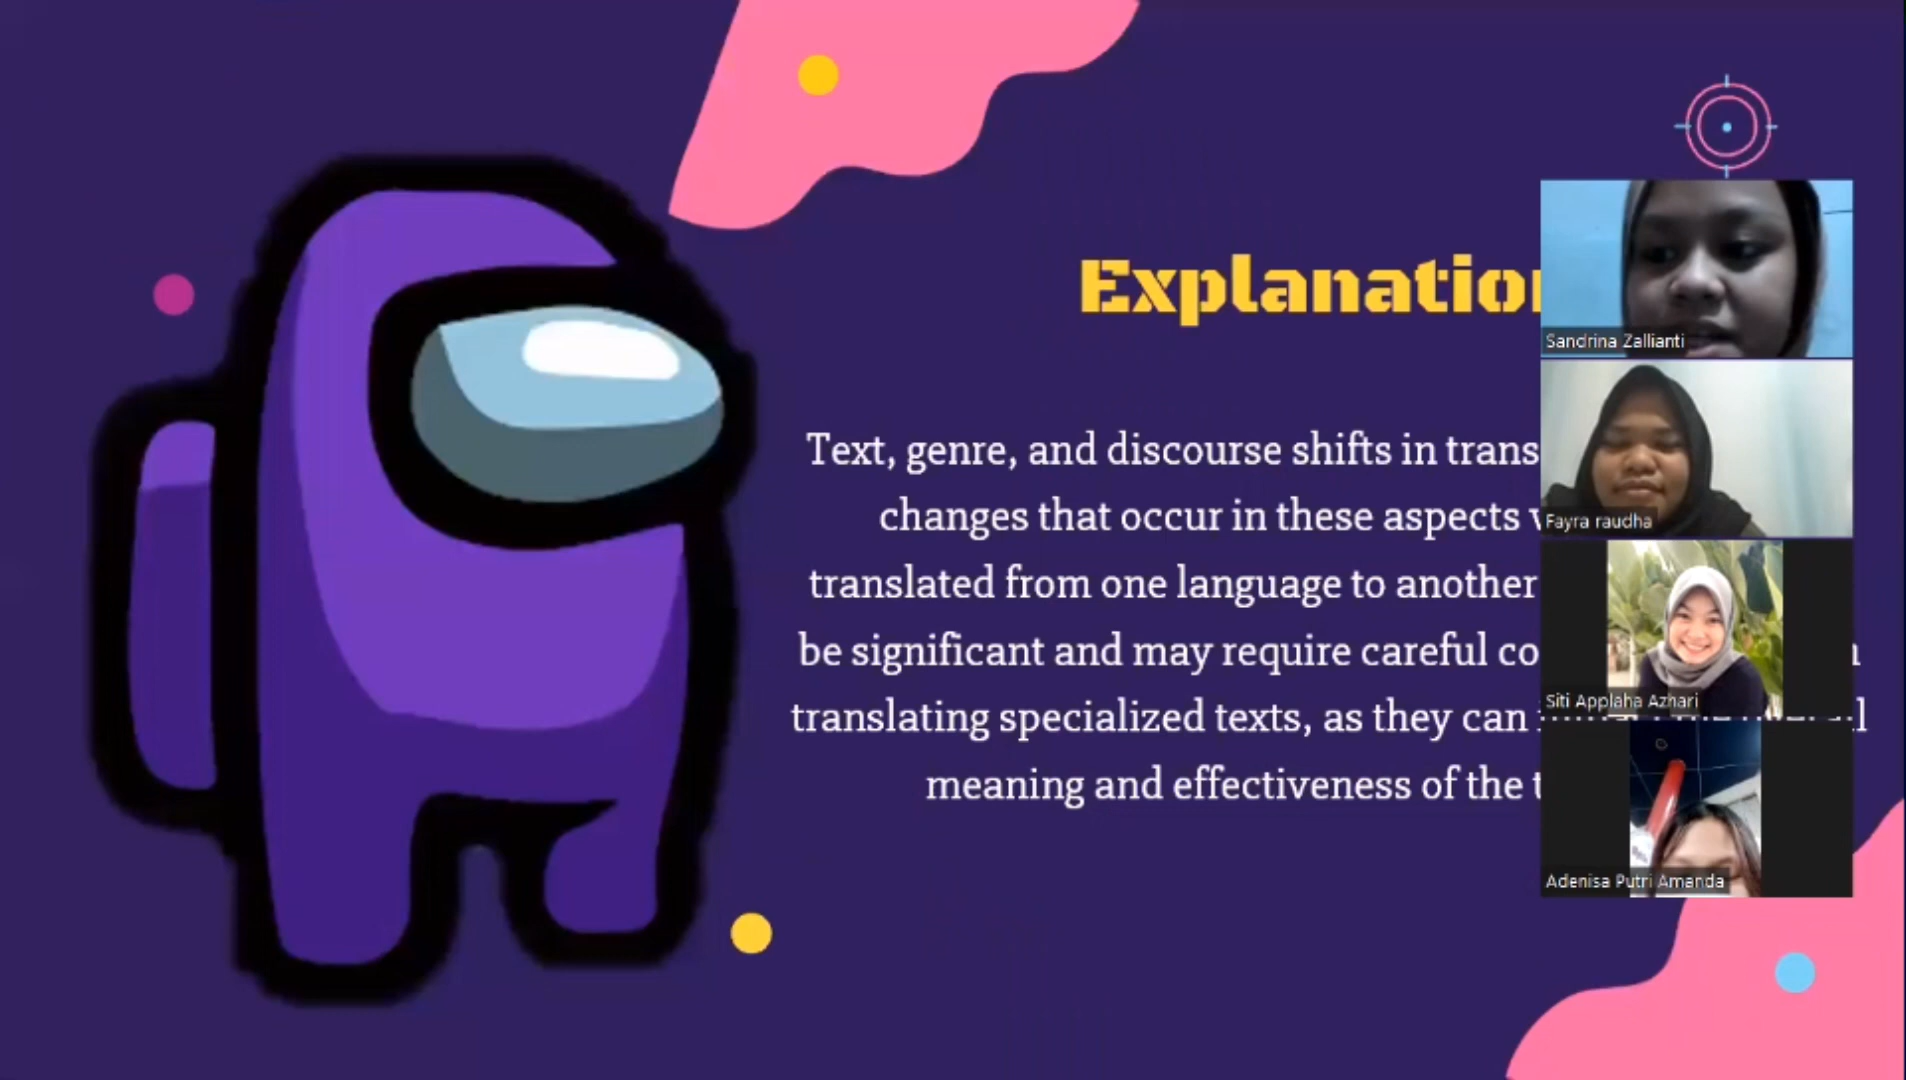 Explanation
Text, genre, and discourse shifts in trans
changes that occur in these aspects
translated from one language to another
be significant and may require careful co
translating specialized texts, as they can
meaning and effectiveness of the
Sandrina Zallianti
Fayra raudha
Siti Applaha Azhari
Adenisa Putri Amanda